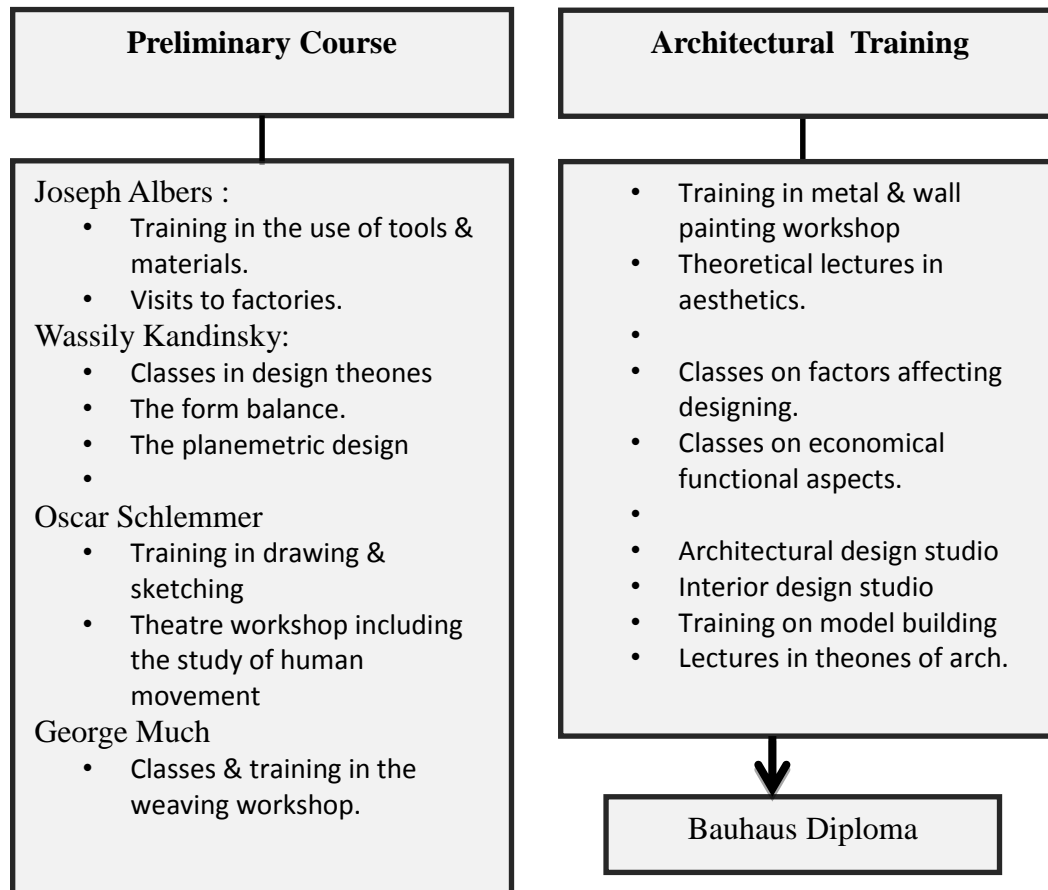 Preliminary Course
Joseph Albers :
• Training in the use of tools &
materials.
• Visits to factories.
Wassily Kandinsky:
• Classes in design theones
• The form balance.
• The planemetric design
•
Oscar Schlemmer
• Training in drawing &
sketching
• Theatre workshop including
the study of human
movement
George Much
• Classes & training in the
weaving workshop.
Architectural Training
• Training in metal & wall
painting workshop
• Theoretical lectures in
aesthetics.
•
• Classes on factors affecting
designing.
• Classes on economical
functional aspects.
•
• Architectural design studio
• Interior design studio
• Training on model building
• Lectures in theones of arch.
Bauhaus Diploma